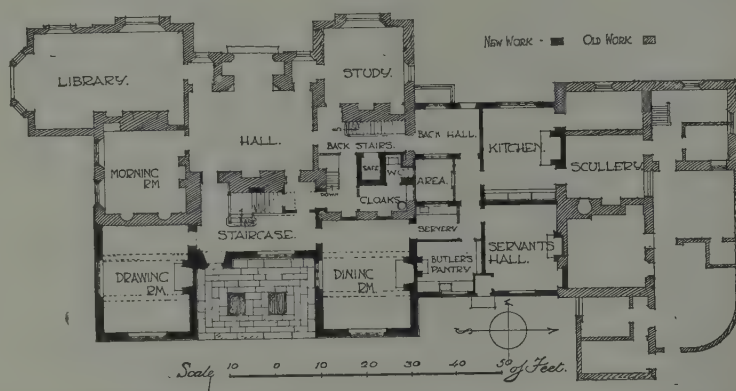 NEW WORK - OLD WORK
LIBRARY.
STUDY.
HALL.
BACK STAIRS.
BACK HALL.
KITCHEN.
SCULLERY.
MORNING
RM
SAFE
W.C.
AREA.
DOWN
CLOAKS
UP
STAIRCASE.
SERVERY
DRAWING
RM.
DINING
RM.
BUTLER'S
PANTRY
SERVANTS
HALL.
Scale 10 0 10 20 30 40 50 of Feet.